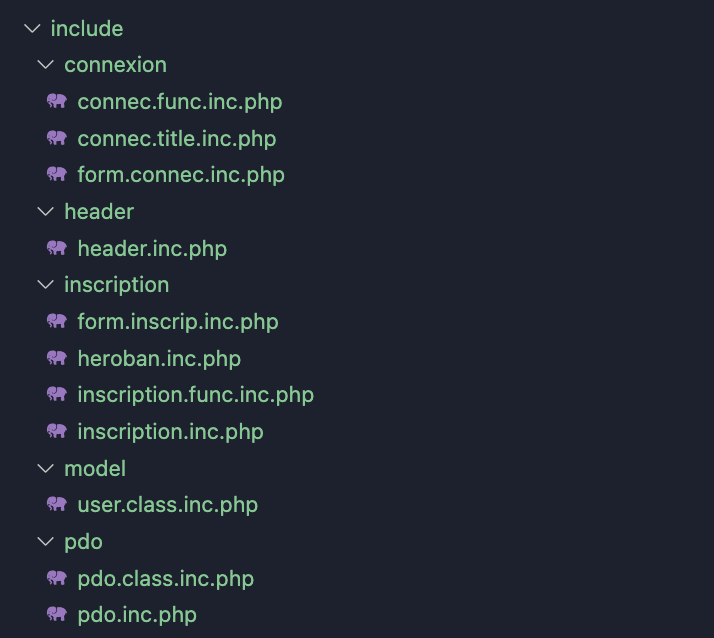 include
connexion
connec.func.inc.php
connec.title.inc.php
form.connec.inc.php
header
header.inc.php
inscription
form.inscrip.inc.php
heroban.inc.php
inscription.func.inc.php
inscription.inc.php
model
user.class.inc.php
pdo
pdo.class.inc.php
pdo.inc.php